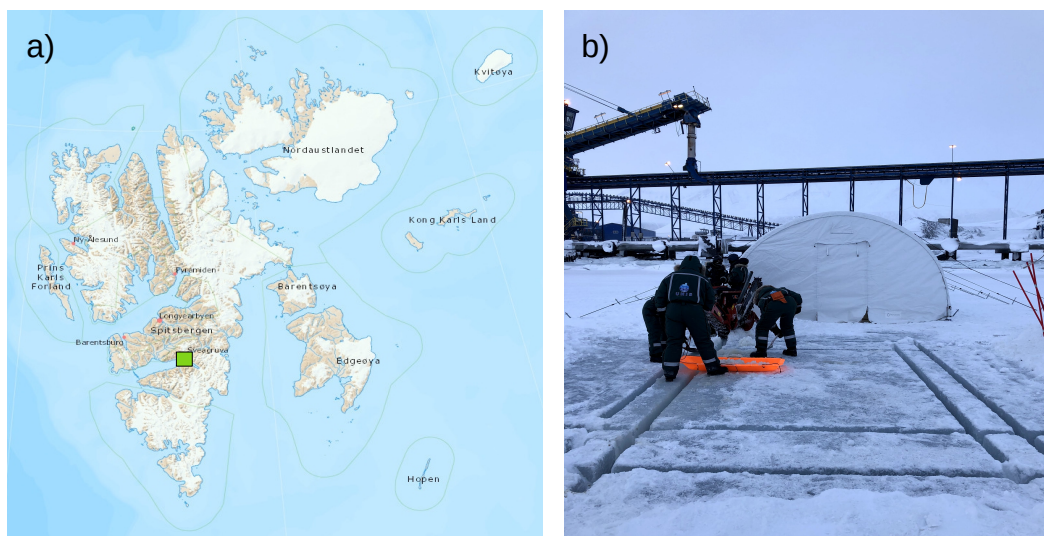 a)
Kvitøya
Nordaustlandet
Kong Karls Land
Ny-Ålesund
Prins
Karls
Forland
Pyramiden
Barentsøya
Longyearbyen
Spitsbergen
Barentsburg
Sveagruva
Edgeøya
Hopen
b)
UNIS